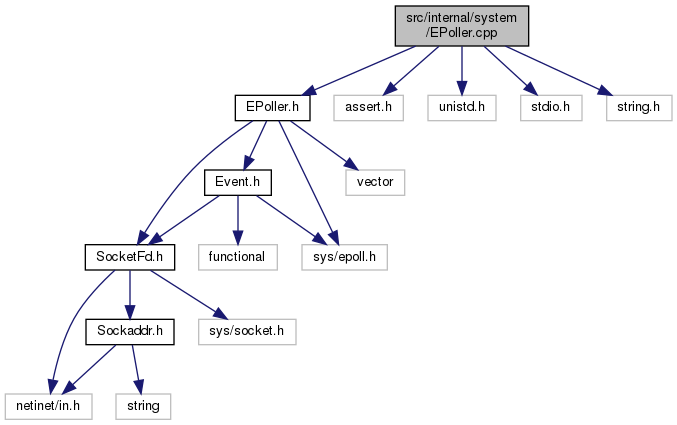 src/internal/system
/EPoller.cpp
EPoller.h
assert.h
unistd.h
stdio.h
string.h
Event.h
vector
SocketFd.h
functional
sys/epoll.h
Sockaddr.h
sys/socket.h
netinet/in.h
string